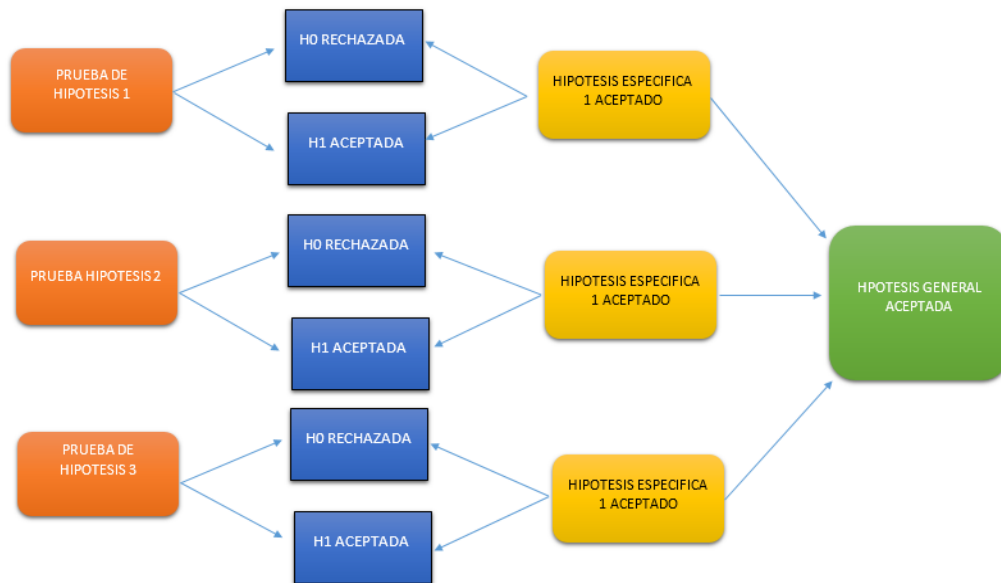 PRUEBA DE
HIPOTESIS 1
H0 RECHAZADA
H1 ACEPTADA
HIPOTESIS ESPECIFICA
1 ACEPTADO
PRUEBA HIPOTESIS 2
H0 RECHAZADA
H1 ACEPTADA
HIPOTESIS ESPECIFICA
1 ACEPTADO
HPOTESIS GENERAL
ACEPTADA
PRUEBA DE
HIPOTESIS 3
H0 RECHAZADA
H1 ACEPTADA
HIPOTESIS ESPECIFICA
1 ACEPTADO